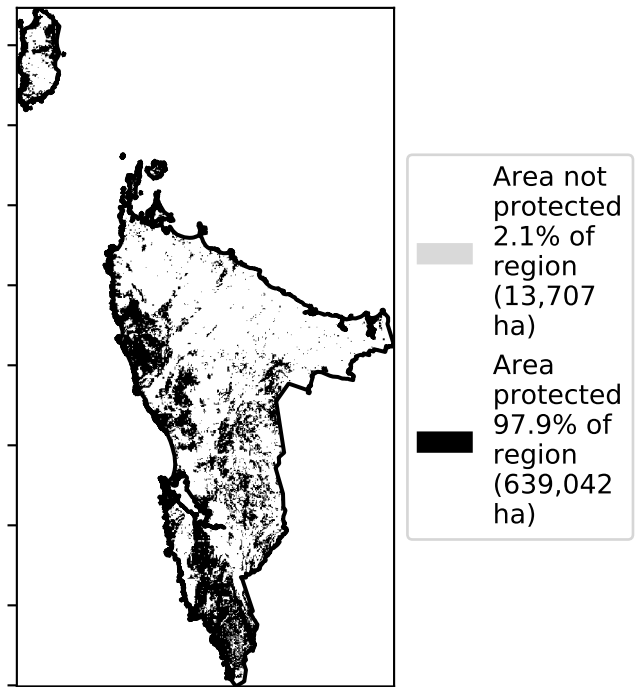 Area not
protected
2.1% of
region
(13,707
ha)
Area
protected
97.9% of
region
(639,042
ha)